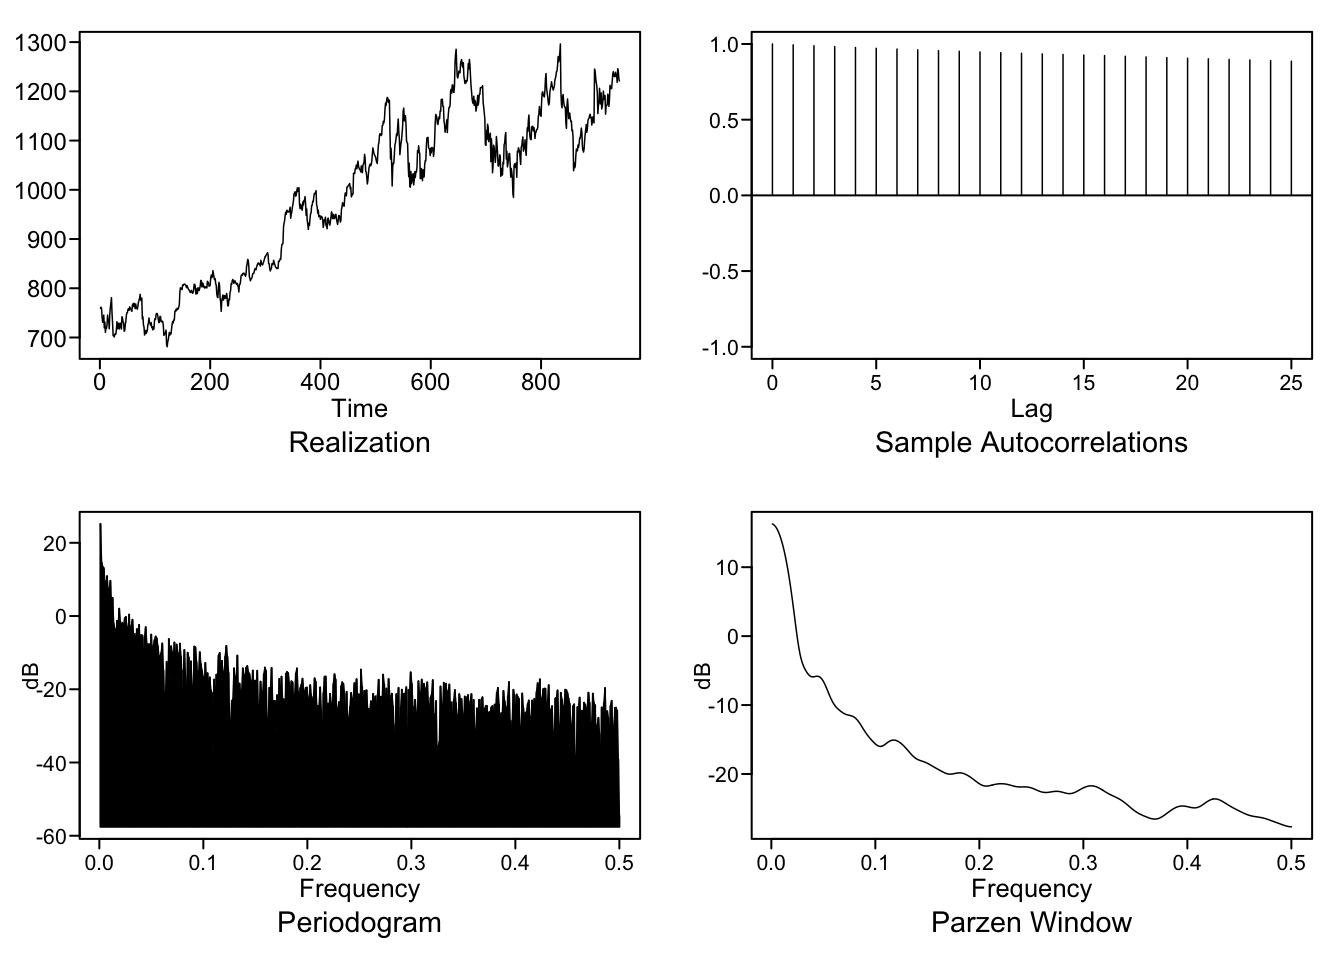 1300
1200
1100
1000
900
800
700
0 200 400 600 800
Time
Realization
1.0
0.5
0.0
-0.5
-1.0
0 5 10 15 20 25
Lag
Sample Autocorrelations
20
0
-20
-40
-60
dB
0.0 0.1 0.2 0.3 0.4 0.5
Frequency
Periodogram
10
0
-10
-20
dB
0.0 0.1 0.2 0.3 0.4 0.5
Frequency
Parzen Window